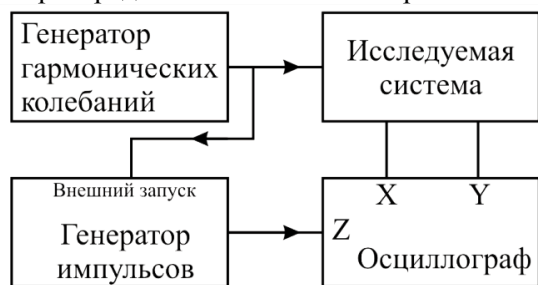 Генератор
гармонических
колебаний
Исследуемая
система
Внешний запуск
Генератор
импульсов
X
Y
Z
Осциллограф